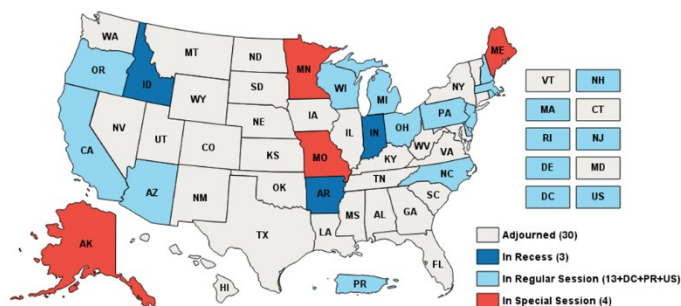 WA
MT
ND
MN
ME
OR
ID
SD
WI
MI
NY
WY
IA
NE
PA
NV
UT
CO
IL
IN
OH
CA
KS
MO
KY
WV
VA
AZ
NM
OK
AR
TN
NC
SC
TX
LA
MS
AL
GA
FL
AK
HI
PR
VT
NH
MA
CT
RI
NJ
DE
MD
DC
US
Adjourned (30)
In Recess (3)
In Regular Session (13+DC+PR+US)
In Special Session (4)